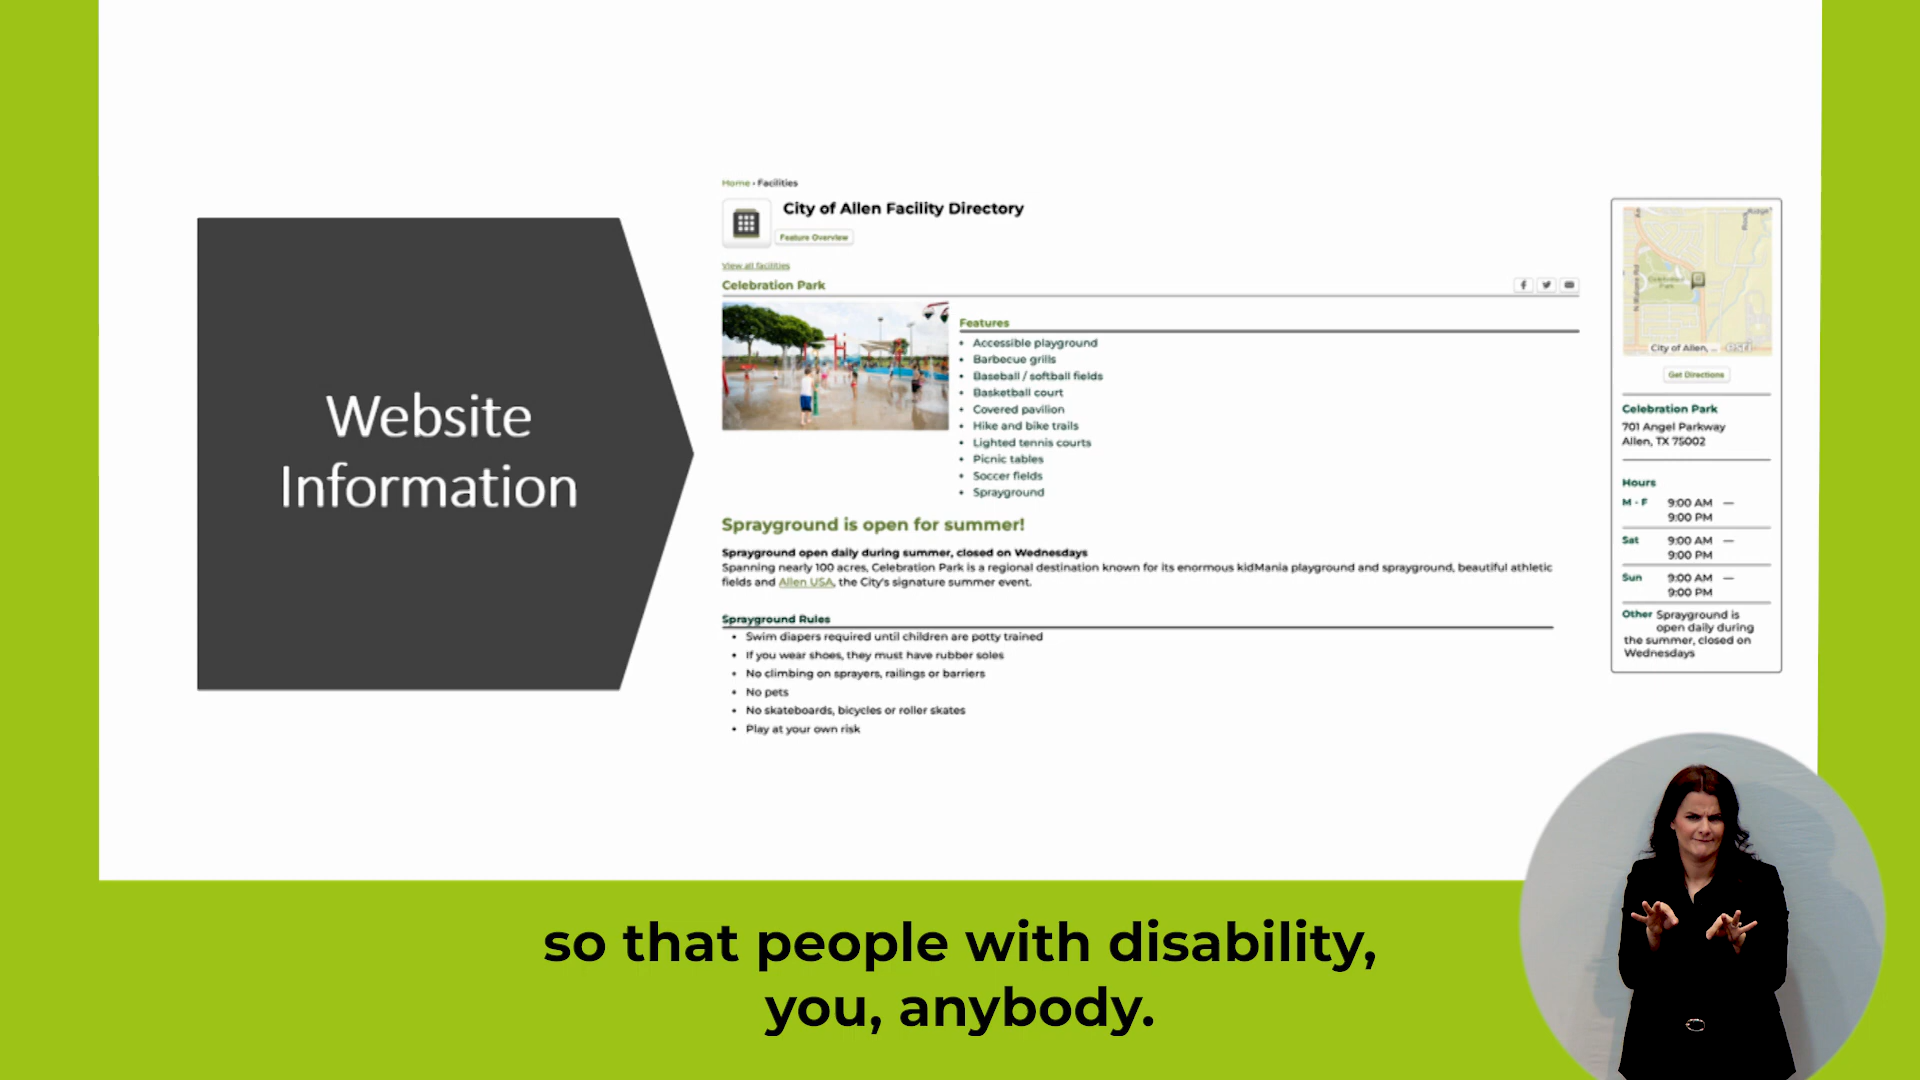 Website
Information
Home › Facilities
City of Allen Facility Directory
Feature Overview
View all facilities
Celebration Park
Features
• Accessible playground
• Barbecue grills
• Baseball / softball fields
• Basketball court
• Covered pavilion
• Hike and bike trails
• Lighted tennis courts
• Picnic tables
• Soccer fields
• Sprayground
Sprayground is open for summer!
Sprayground open daily during summer, closed on Wednesdays
Spanning nearly 100 acres, Celebration Park is a regional destination known for its enormous kidMania playground and sprayground, beautiful athletic
fields and Allen USA, the City's signature summer event.
Sprayground Rules
• Swim diapers required until children are potty trained
• If you wear shoes, they must have rubber soles
• No climbing on sprayers, railings or barriers
• No pets
• No skateboards, bicycles or roller skates
• Play at your own risk
Celebration
Park
City of Allen, ... esri
Get Directions
Celebration Park
701 Angel Parkway
Allen, TX 75002
Hours
M - F 9:00 AM —
9:00 PM
Sat 9:00 AM —
9:00 PM
Sun 9:00 AM —
9:00 PM
Other Sprayground is
open daily during
the summer, closed on
Wednesdays
so that people with disability,
you, anybody.